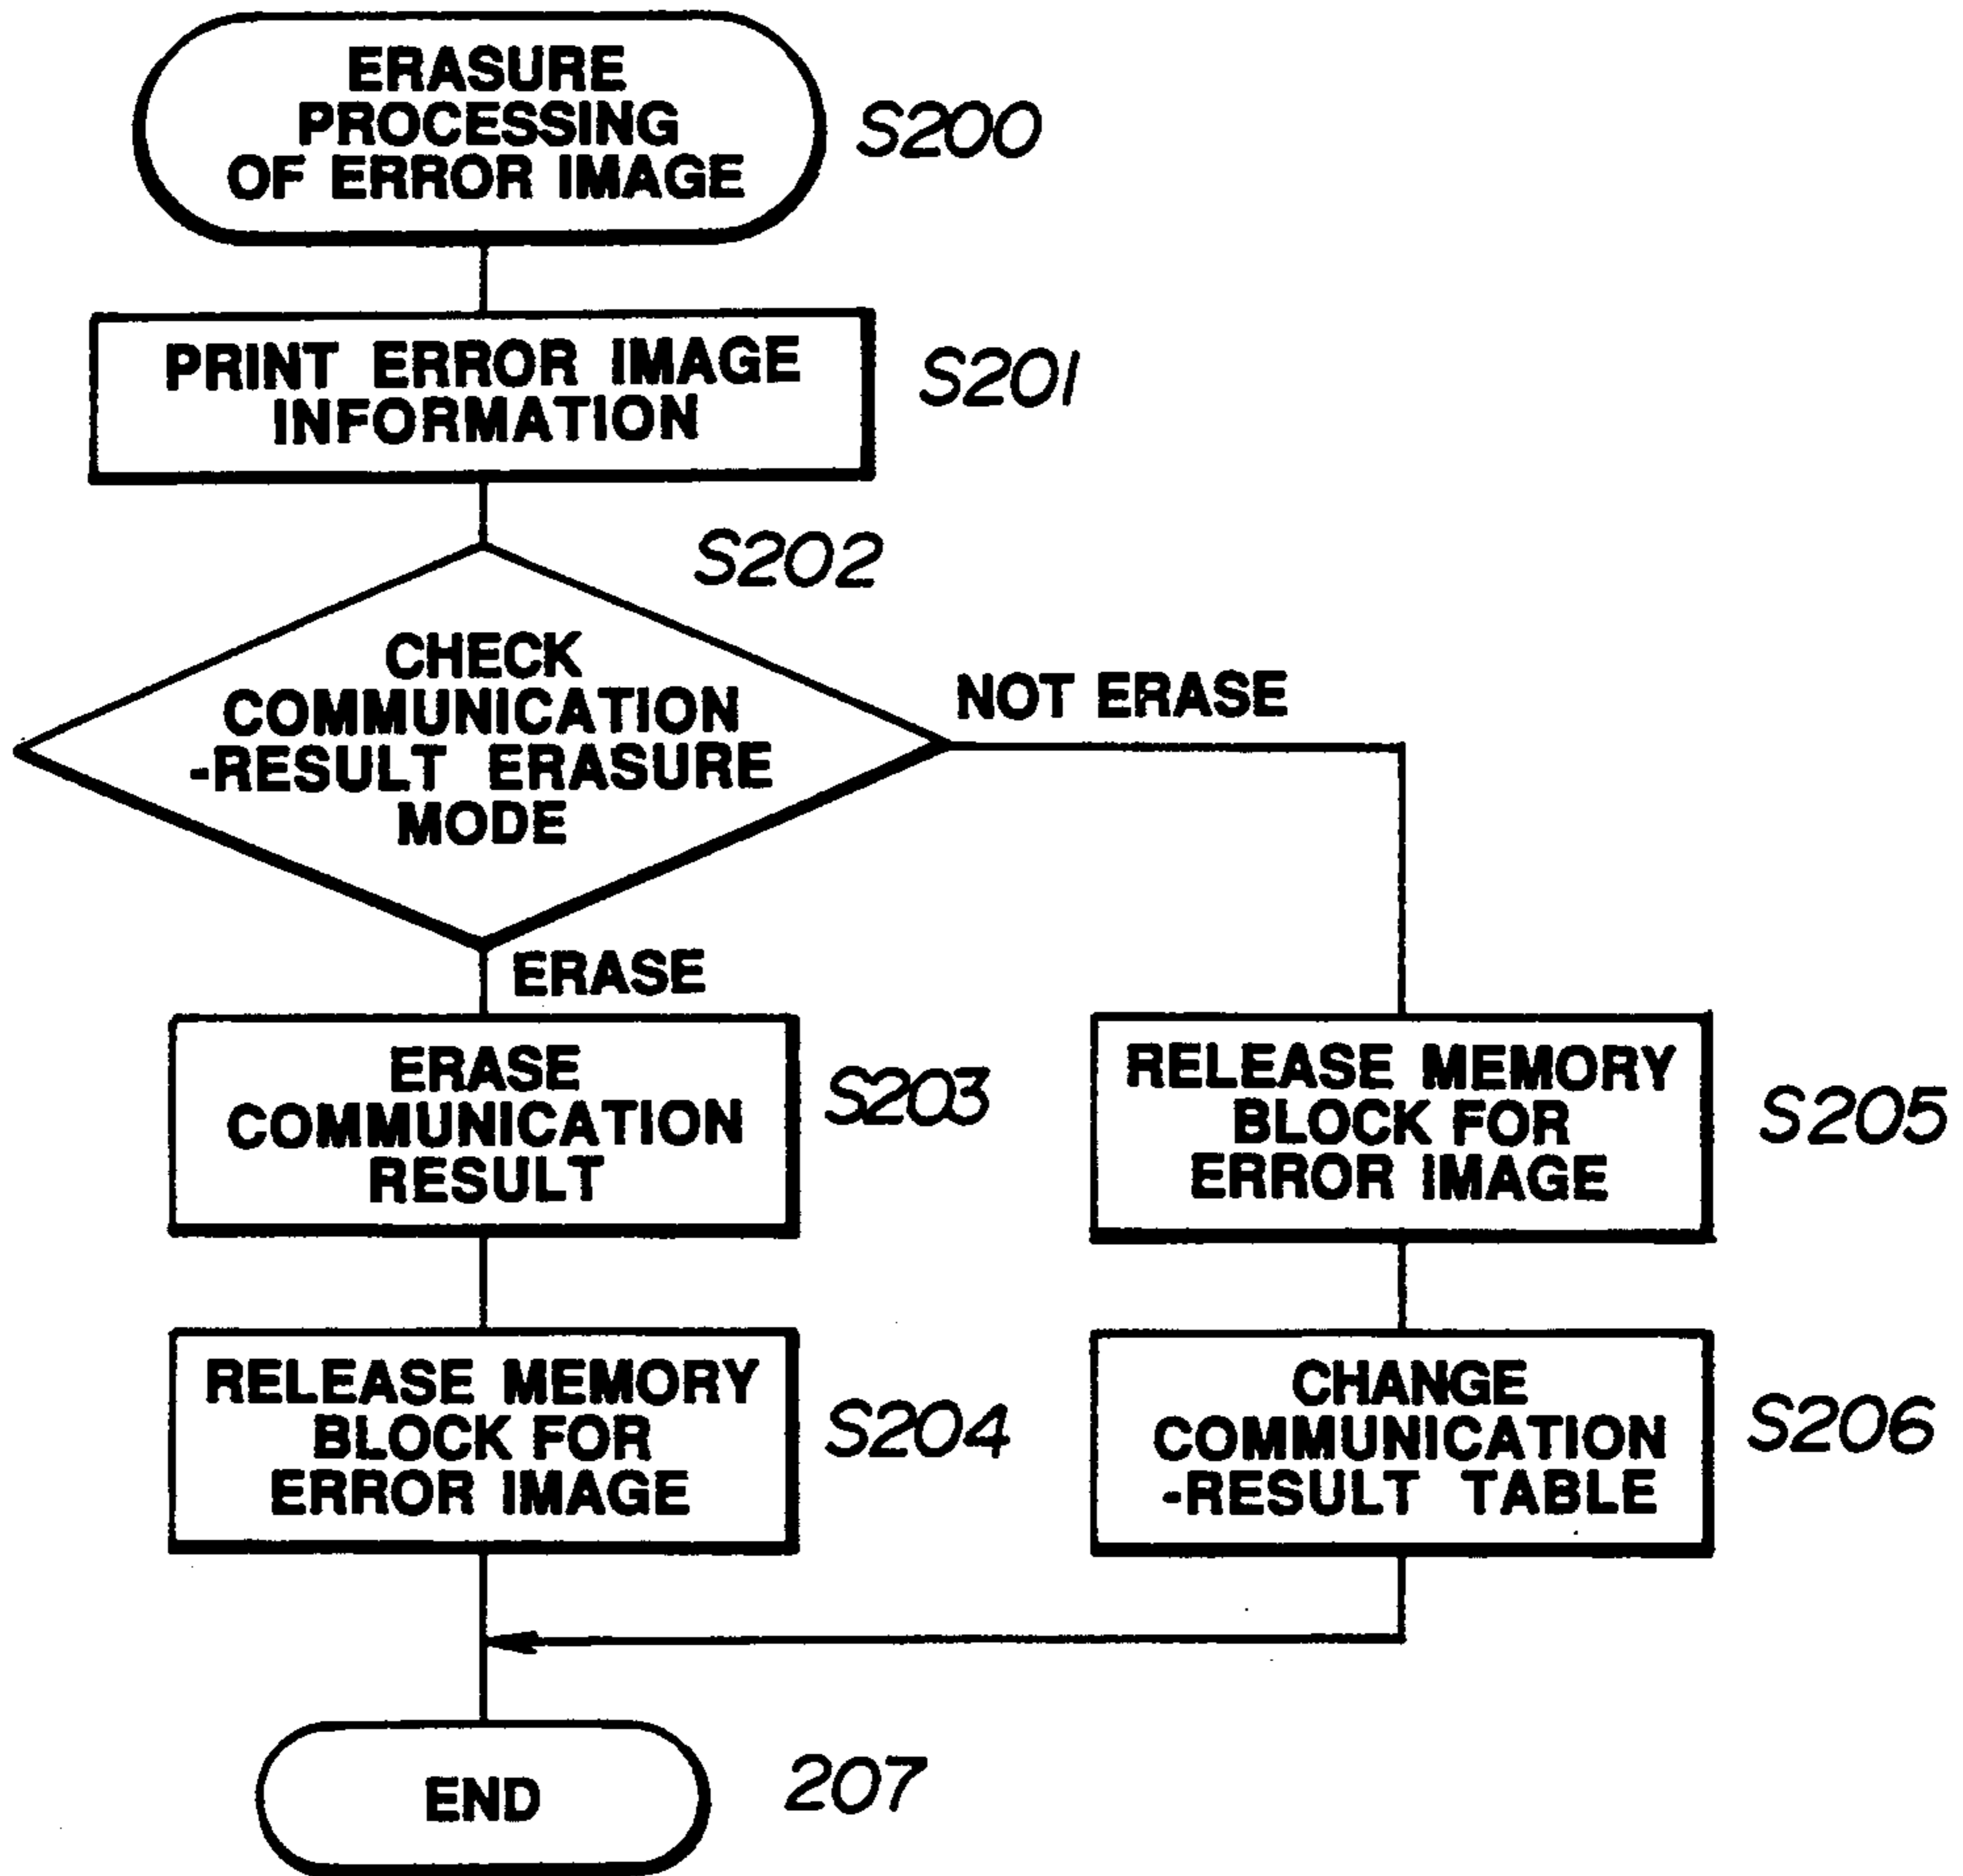 ERASURE
PROCESSING
OF ERROR IMAGE
S200
PRINT ERROR IMAGE
INFORMATION
S201
S202
CHECK
COMMUNICATION
-RESULT ERASURE
MODE
NOT ERASE
ERASE
ERASE
COMMUNICATION
RESULT
S203
RELEASE MEMORY
BLOCK FOR
ERROR IMAGE
S205
RELEASE MEMORY
BLOCK FOR
ERROR IMAGE
S204
CHANGE
COMMUNICATION
-RESULT TABLE
S206
END
207